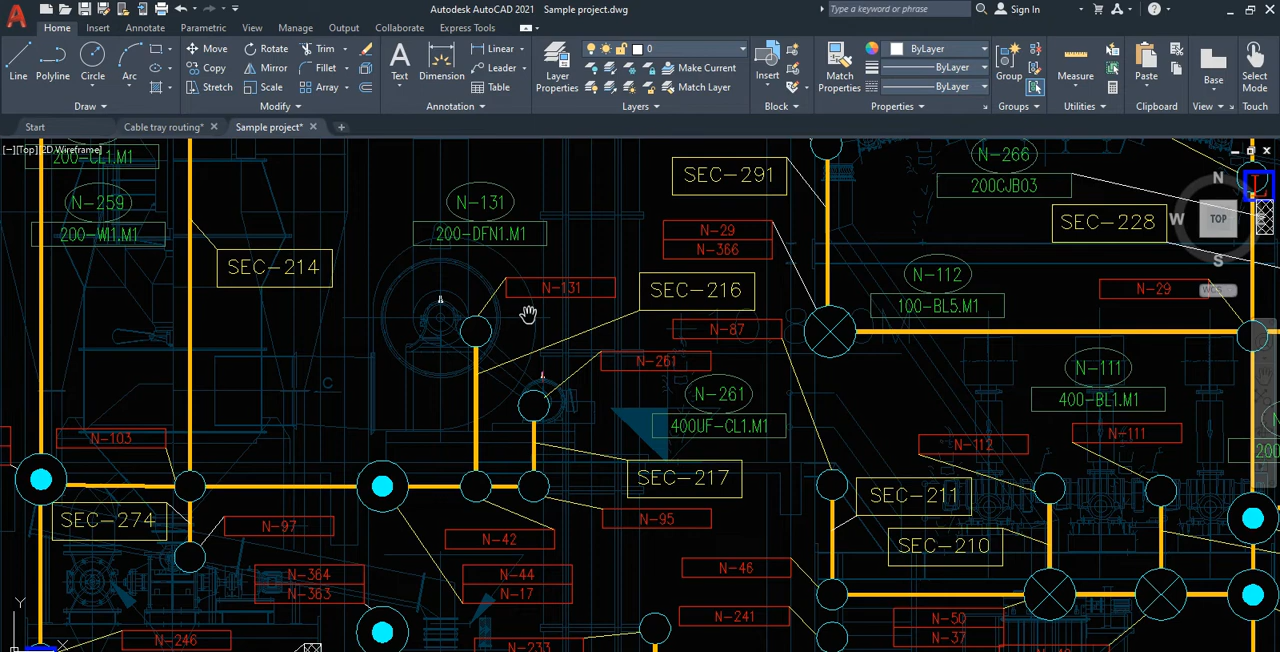 Autodesk AutoCAD 2021 Sample project.dwg
Type a keyword or phrase
Sign In
Home Insert Annotate Parametric View Manage Output Collaborate Express Tools
Line Polyline Circle Arc
Move Rotate Trim
Copy Mirror Fillet
Stretch Scale Array
Text Dimension
Linear
Leader
Table
Layer Properties
0
Make Current
Match Layer
Insert
Match Properties
ByLayer
ByLayer
ByLayer
Group
Measure
Paste
Base
Select Mode
Draw Modify Annotation Layers Block Properties Groups Utilities Clipboard View Touch
Start Cable tray routing* Sample project*
[−][Top][2D Wireframe]
200-CL1.M1
N-259
200-WI1.M1
SEC-214
N-131
200-DFN1.M1
N-131
SEC-291
N-29
N-366
SEC-216
N-87
N-261
N-261
400UF-CL1.M1
SEC-217
N-266
200CJB03
SEC-228
N-112
100-BL5.M1
N-29
N
W TOP
S
WCS
N-111
400-BL1.M1
N-112
N-111
N-103
SEC-274
N-97
N-364
N-363
N-246
N-42
N-44
N-17
N-95
N-46
N-241
N-233
SEC-211
SEC-210
N-50
N-37
Y
X
C
L